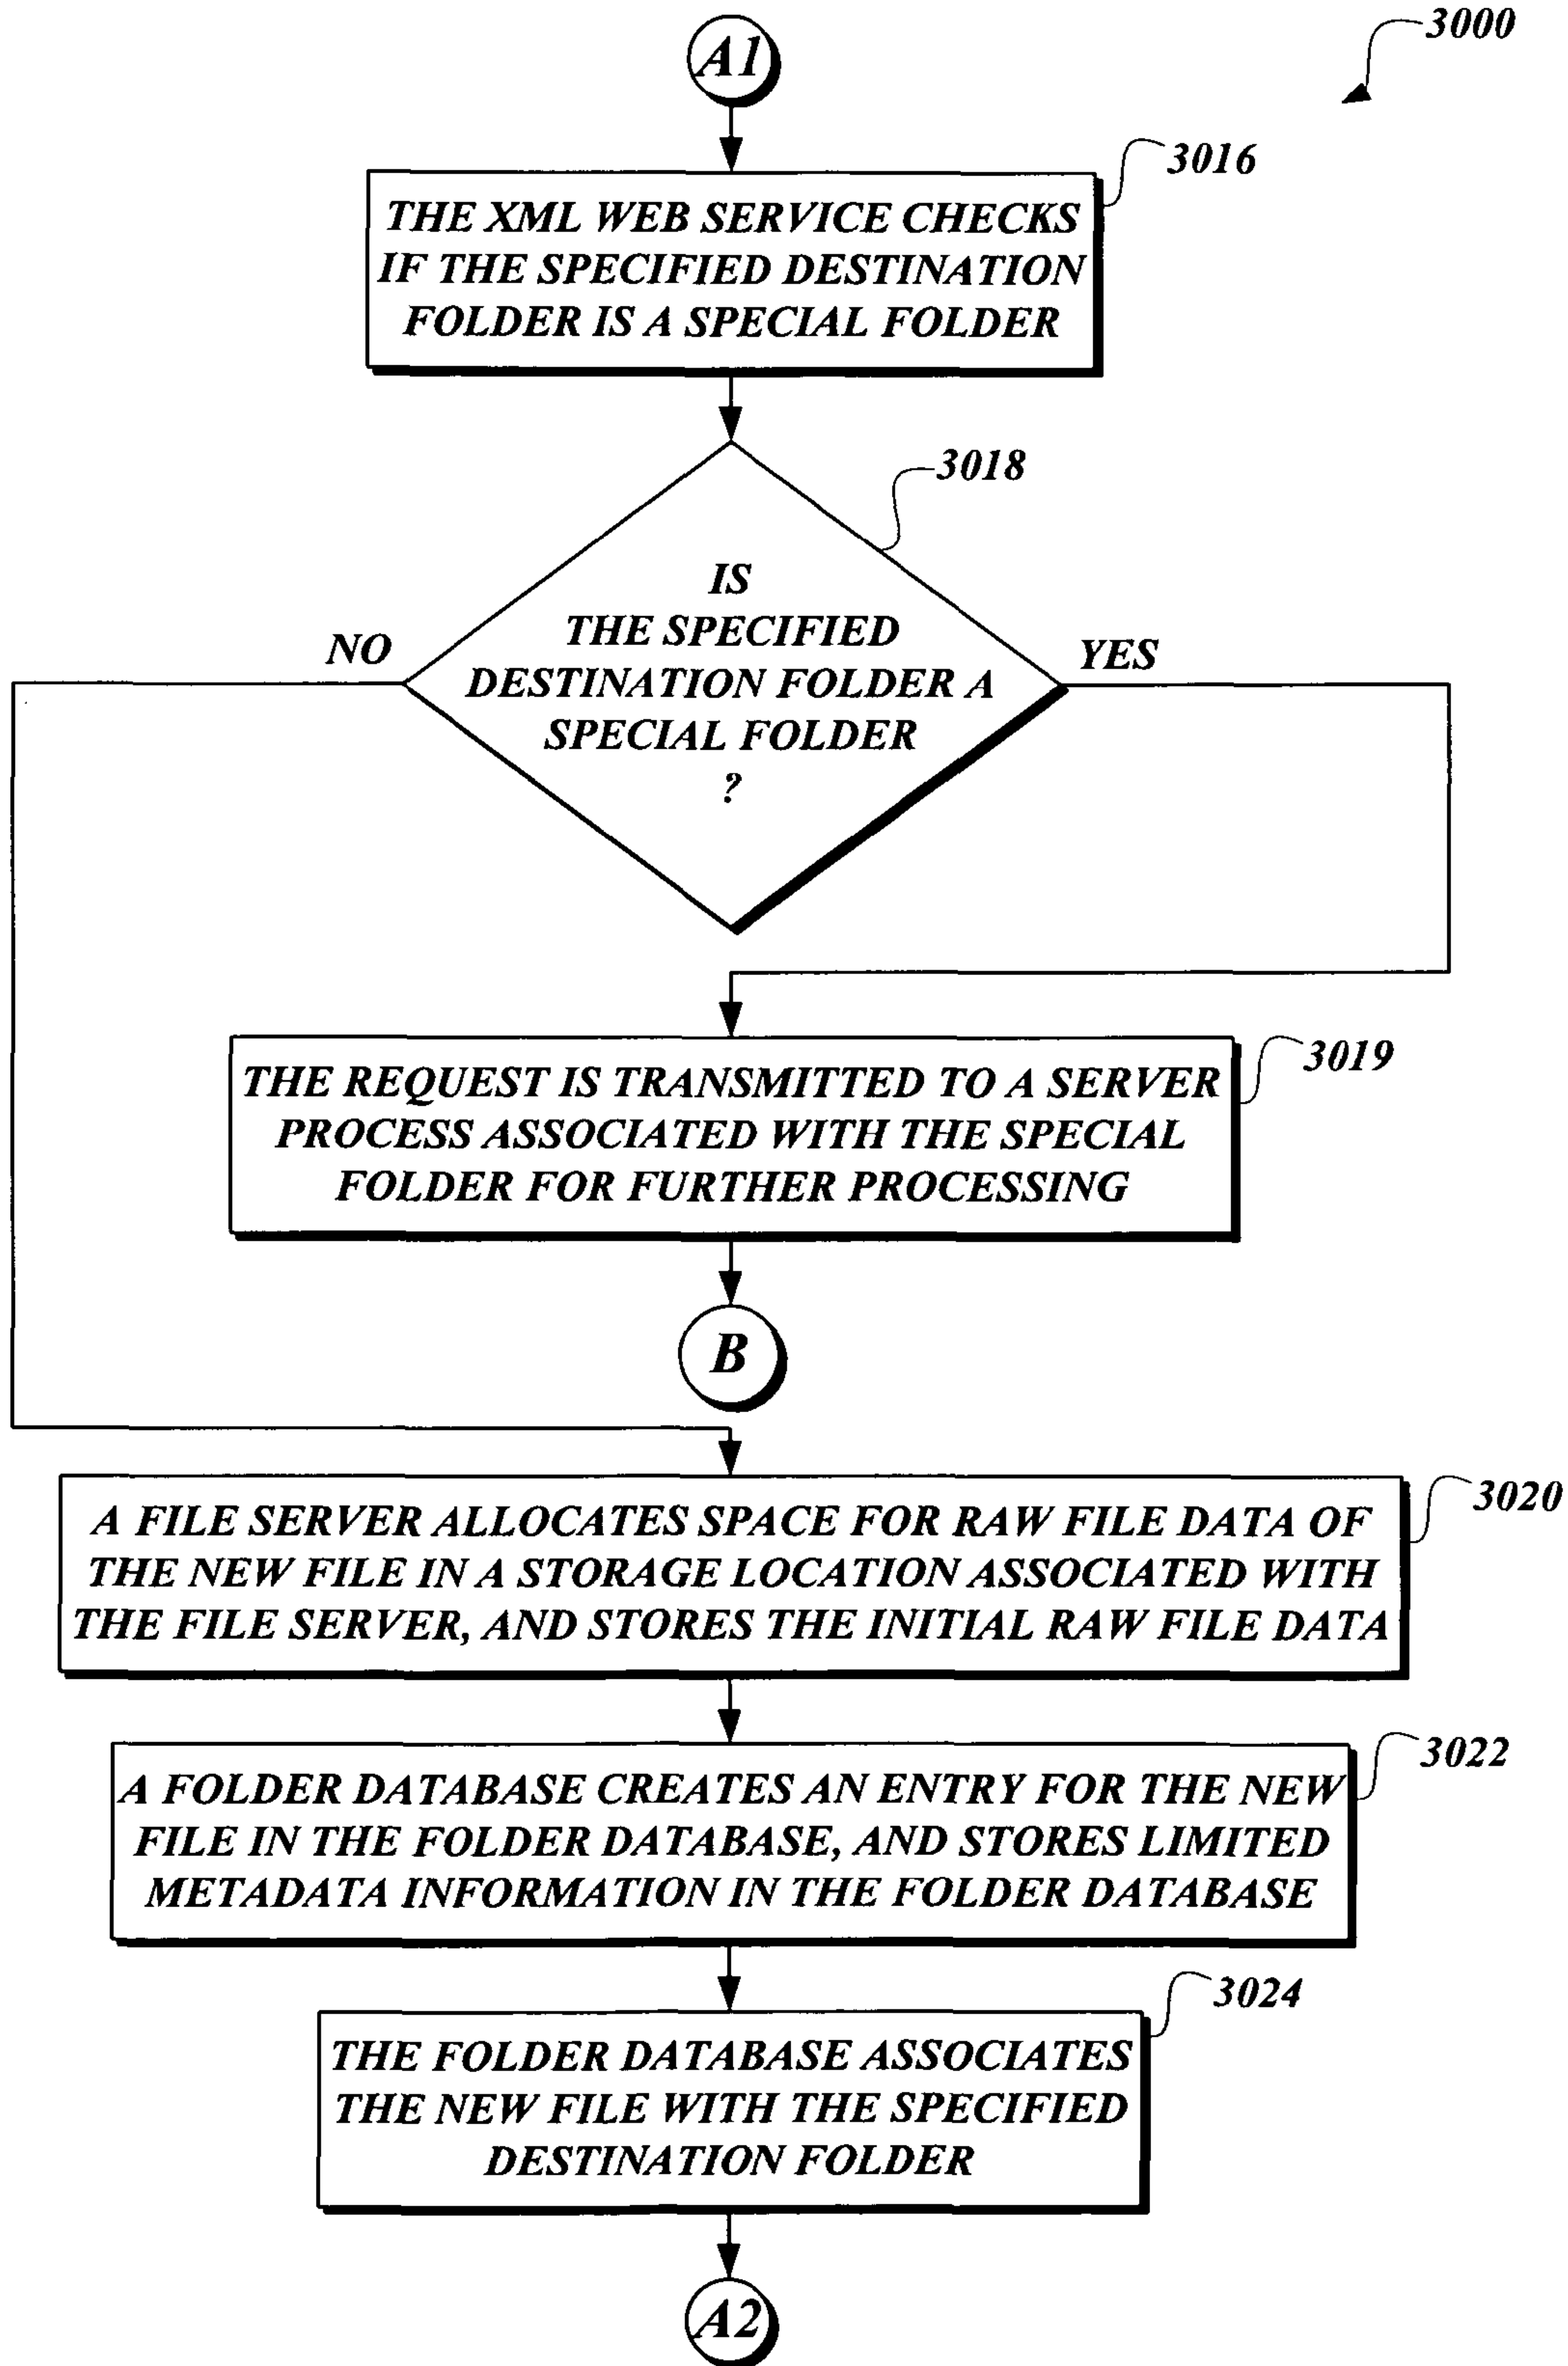 A1
3000
3016
THE XML WEB SERVICE CHECKS
IF THE SPECIFIED DESTINATION
FOLDER IS A SPECIAL FOLDER
3018
IS
THE SPECIFIED
DESTINATION FOLDER A
SPECIAL FOLDER
?
NO
YES
3019
THE REQUEST IS TRANSMITTED TO A SERVER
PROCESS ASSOCIATED WITH THE SPECIAL
FOLDER FOR FURTHER PROCESSING
B
3020
A FILE SERVER ALLOCATES SPACE FOR RAW FILE DATA OF
THE NEW FILE IN A STORAGE LOCATION ASSOCIATED WITH
THE FILE SERVER, AND STORES THE INITIAL RAW FILE DATA
3022
A FOLDER DATABASE CREATES AN ENTRY FOR THE NEW
FILE IN THE FOLDER DATABASE, AND STORES LIMITED
METADATA INFORMATION IN THE FOLDER DATABASE
3024
THE FOLDER DATABASE ASSOCIATES
THE NEW FILE WITH THE SPECIFIED
DESTINATION FOLDER
A2